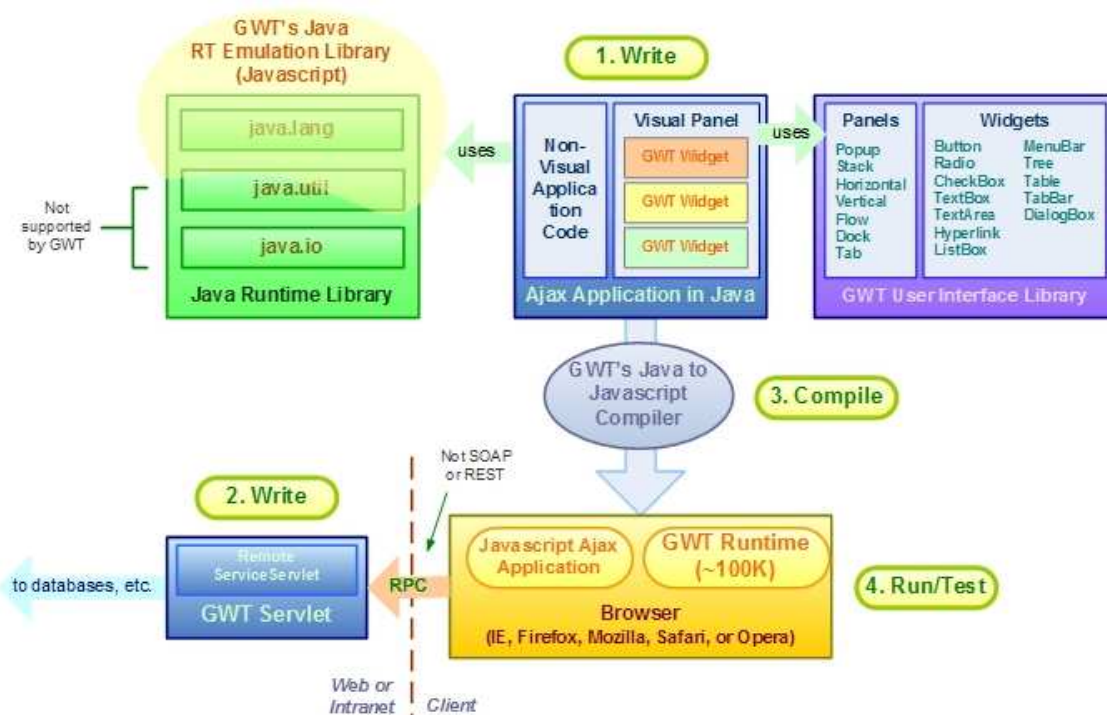 GWT's Java
RT Emulation Library
(Javascript)
java.lang
java.util
java.io
Java Runtime Library
Not
supported
by GWT
uses
1. Write
Non-
Visual
Applica
tion
Code
Visual Panel
GWT Widget
GWT Widget
GWT Widget
Ajax Application in Java
uses
Panels
Popup
Stack
Horizontal
Vertical
Flow
Dock
Tab
Widgets
Button
Radio
CheckBox
TextBox
TextArea
Hyperlink
ListBox
MenuBar
Tree
Table
TabBar
DialogBox
GWT User Interface Library
GWT's Java to
Javascript
Compiler
3. Compile
2. Write
Not SOAP
or REST
to databases, etc.
Remote
ServiceServlet
GWT Servlet
RPC
Javascript Ajax
Application
GWT Runtime
(~100K)
Browser
(IE, Firefox, Mozilla, Safari, or Opera)
4. Run/Test
Web or
Intranet
Client